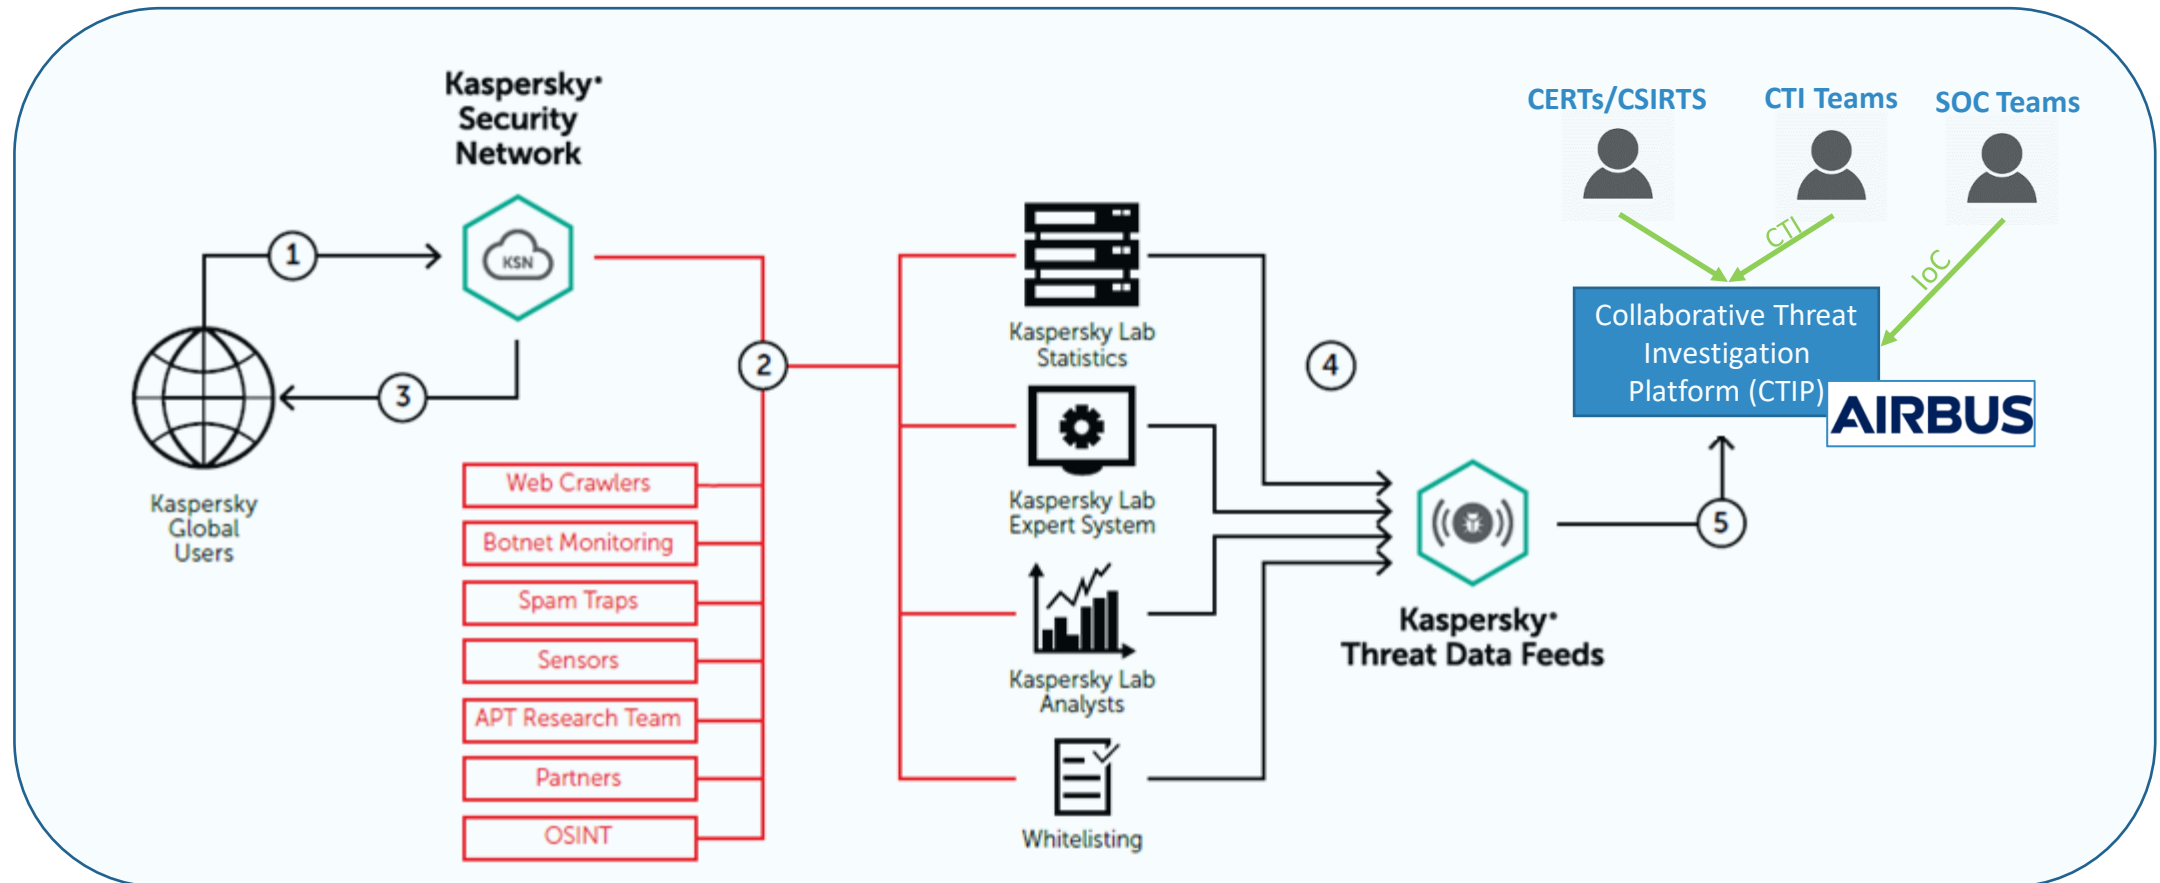 Kaspersky•
Security
Network
CERTs/CSIRTS
CTI Teams
SOC Teams
1
KSN
3
Kaspersky
Global
Users
2
Web Crawlers
Botnet Monitoring
Spam Traps
Sensors
APT Research Team
Partners
OSINT
Kaspersky Lab
Statistics
Kaspersky Lab
Expert System
Kaspersky Lab
Analysts
Whitelisting
4
Kaspersky•
Threat Data Feeds
5
CTI
IoC
Collaborative Threat
Investigation
Platform (CTIP)
AIRBUS